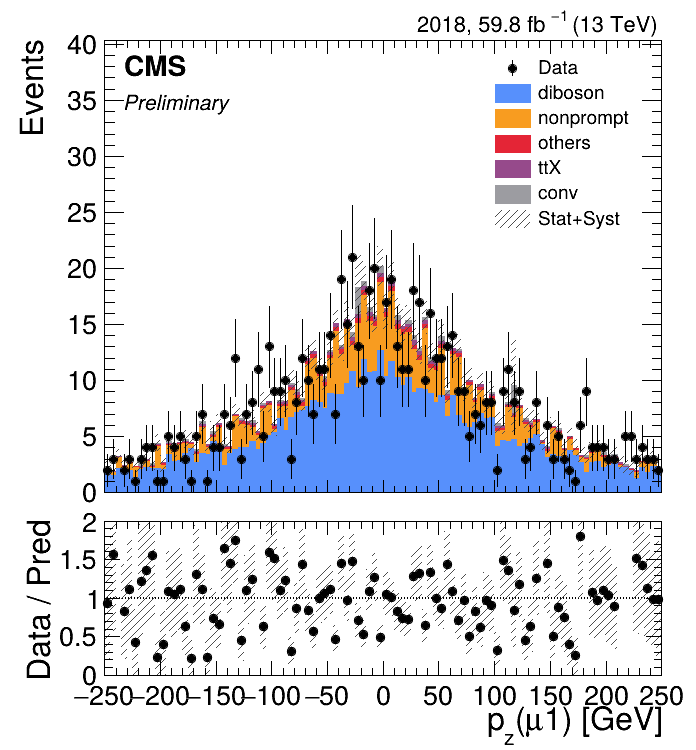 2018, 59.8 fb⁻¹ (13 TeV)
Events
40
35
30
25
20
15
10
5
0
CMS
Preliminary
Data
diboson
nonprompt
others
ttX
conv
Stat+Syst
Data / Pred
2
1.5
1
0.5
0
−250 −200 −150 −100 −50 0 50 100 150 200 250
p_z(μ1) [GeV]